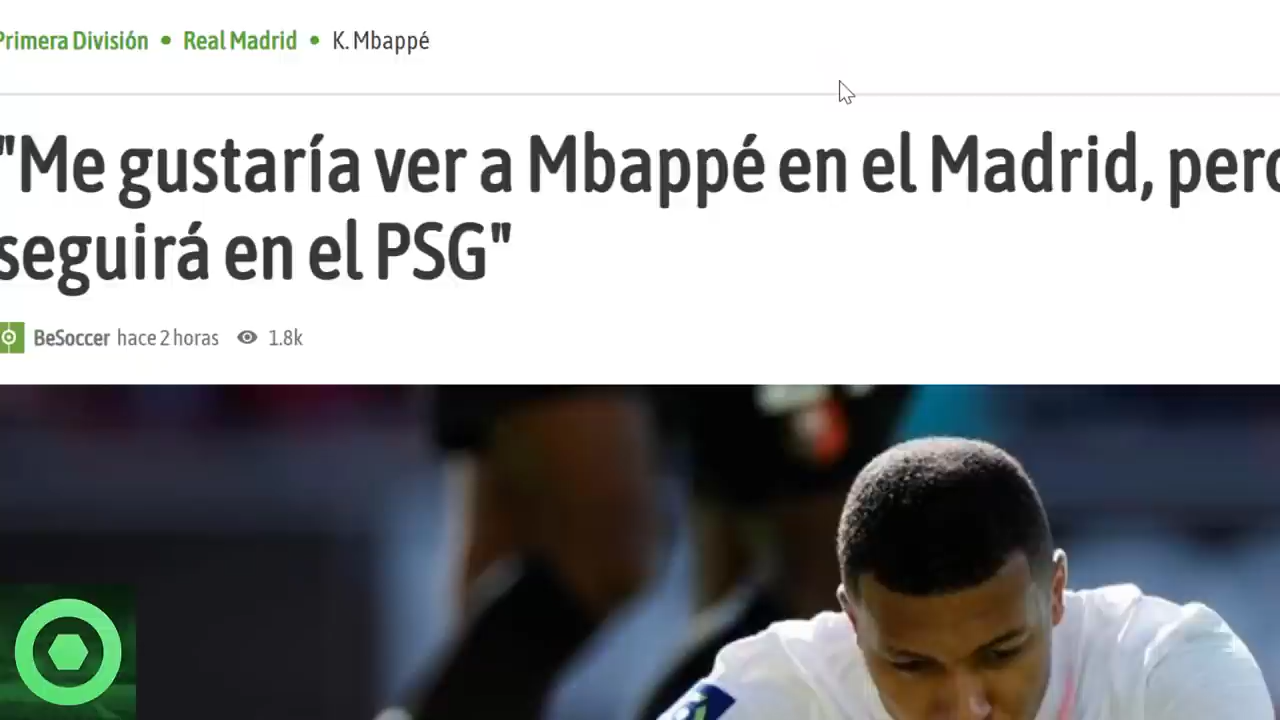 Primera División • Real Madrid • K. Mbappé
"Me gustaría ver a Mbappé en el Madrid, pero
seguirá en el PSG"
BeSoccer hace 2 horas 1.8k